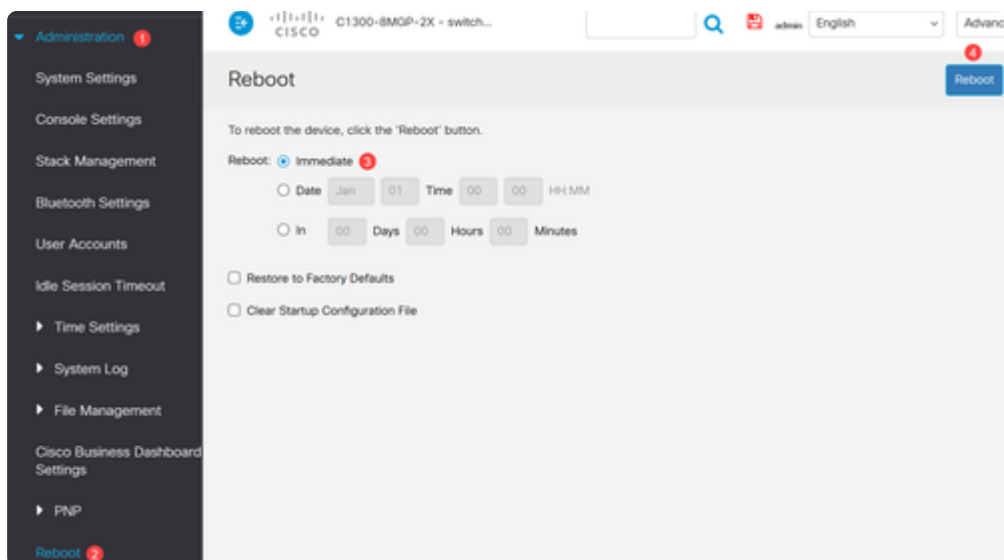 Administration 1
System Settings
Console Settings
Stack Management
Bluetooth Settings
User Accounts
Idle Session Timeout
Time Settings
System Log
File Management
Cisco Business Dashboard
Settings
PNP
Reboot 2
CISCO
C1300-8MGP-2X - switch...
admin
English
Advanc
4
Reboot
Reboot
To reboot the device, click the 'Reboot' button.
Reboot: Immediate 3
Date Jan 01 Time 00 00 HH:MM
In 00 Days 00 Hours 00 Minutes
Restore to Factory Defaults
Clear Startup Configuration File